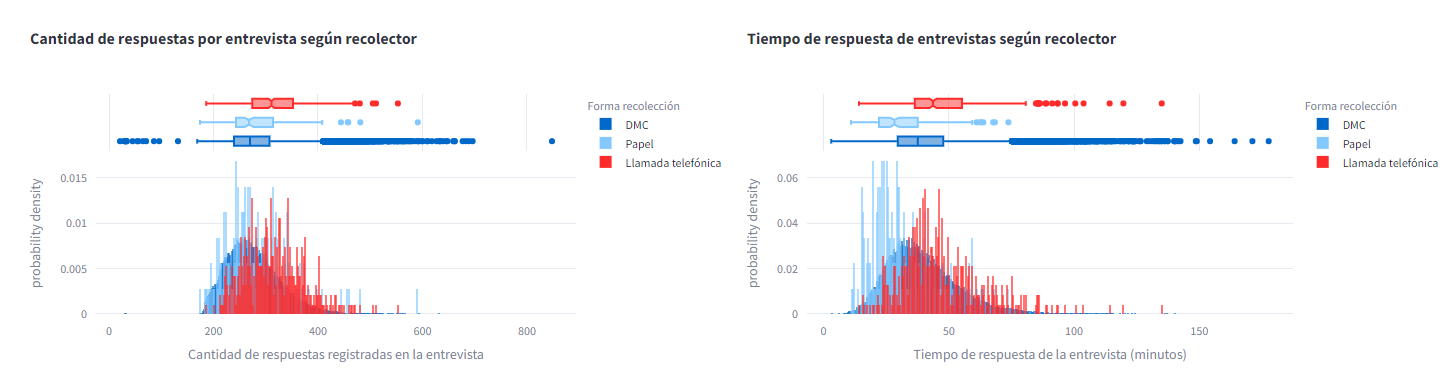 Cantidad de respuestas por entrevista según recolector
Forma recolección
DMC
Papel
Llamada telefónica
probability density
0.015
0.01
0.005
0
0
200
400
600
800
Cantidad de respuestas registradas en la entrevista
Tiempo de respuesta de entrevistas según recolector
Forma recolección
DMC
Papel
Llamada telefónica
probability density
0.06
0.04
0.02
0
0
50
100
150
Tiempo de respuesta de la entrevista (minutos)